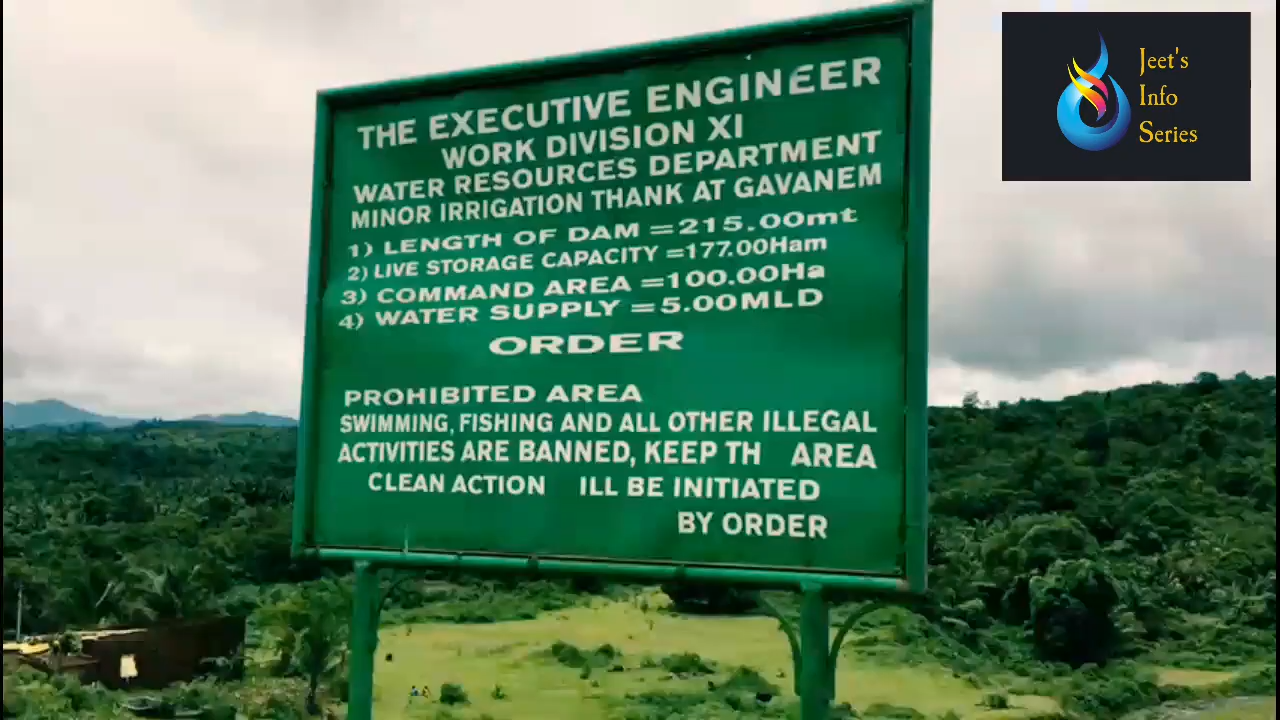 THE EXECUTIVE ENGINEER
WORK DIVISION XI
WATER RESOURCES DEPARTMENT
MINOR IRRIGATION THANK AT GAVANEM
1) LENGTH OF DAM =215.00mt
2) LIVE STORAGE CAPACITY =177.00Ham
3) COMMAND AREA =100.00Ha
4) WATER SUPPLY =5.00MLD
ORDER
PROHIBITED AREA
SWIMMING, FISHING AND ALL OTHER ILLEGAL
ACTIVITIES ARE BANNED, KEEP TH AREA
CLEAN ACTION ILL BE INITIATED
BY ORDER
Jeet's
Info
Series